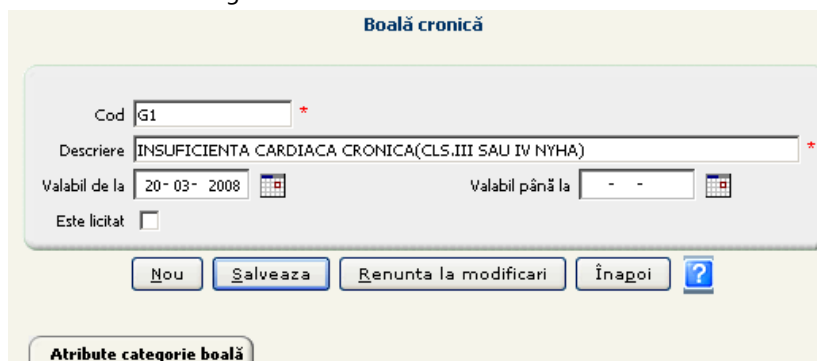 Boală cronică
Cod G1 *
Descriere INSUFICIENTA CARDIACA CRONICA(CLS.III SAU IV NYHA) *
Valabil de la 20- 03- 2008 Valabil până la - -
Este licitat
Nou Salveaza Renunta la modificari Înapoi ?
Atribute categorie boală